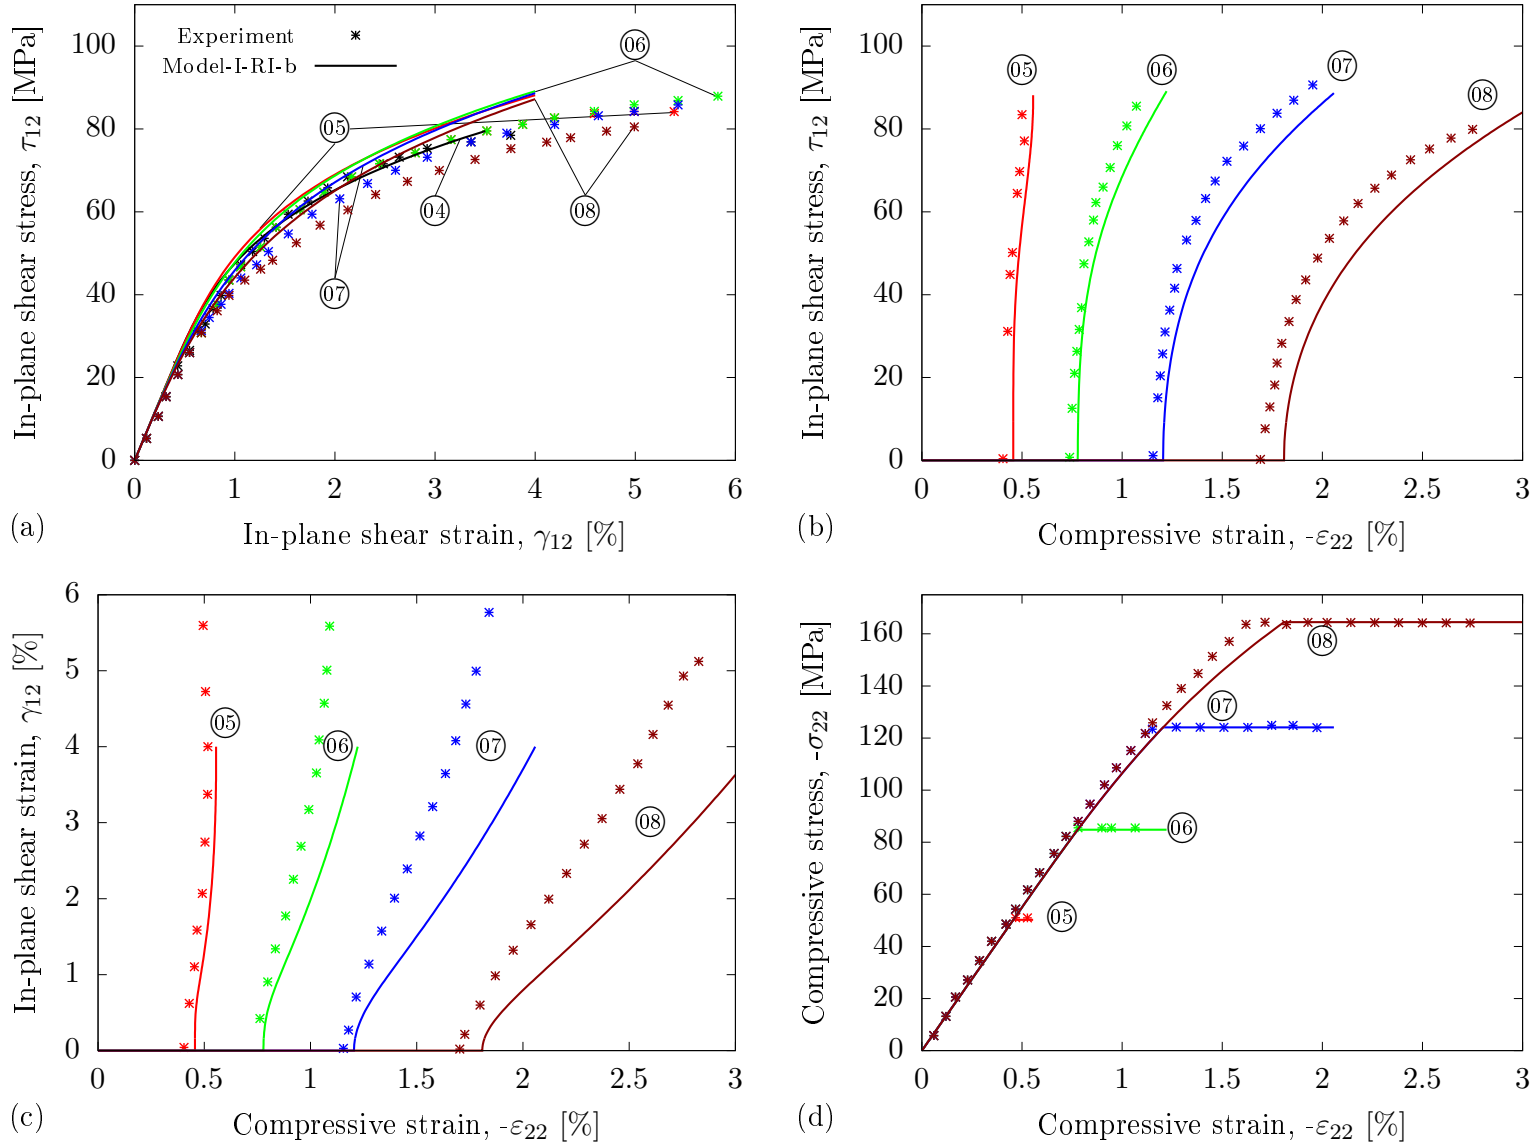 In-plane shear stress, τ12 [MPa]
100
80
60
40
20
0
Experiment
Model-I-RI-b
06
05
04
08
07
0 1 2 3 4 5 6
(a)
In-plane shear strain, γ12 [%]
In-plane shear stress, τ12 [MPa]
100
80
60
40
20
0
05
06
07
08
0 0.5 1 1.5 2 2.5 3
(b)
Compressive strain, -ε22 [%]
In-plane shear strain, γ12 [%]
6
5
4
3
2
1
0
05
06
07
08
0 0.5 1 1.5 2 2.5 3
(c)
Compressive strain, -ε22 [%]
Compressive stress, -σ22 [MPa]
160
140
120
100
80
60
40
20
0
08
07
06
05
0 0.5 1 1.5 2 2.5 3
(d)
Compressive strain, -ε22 [%]